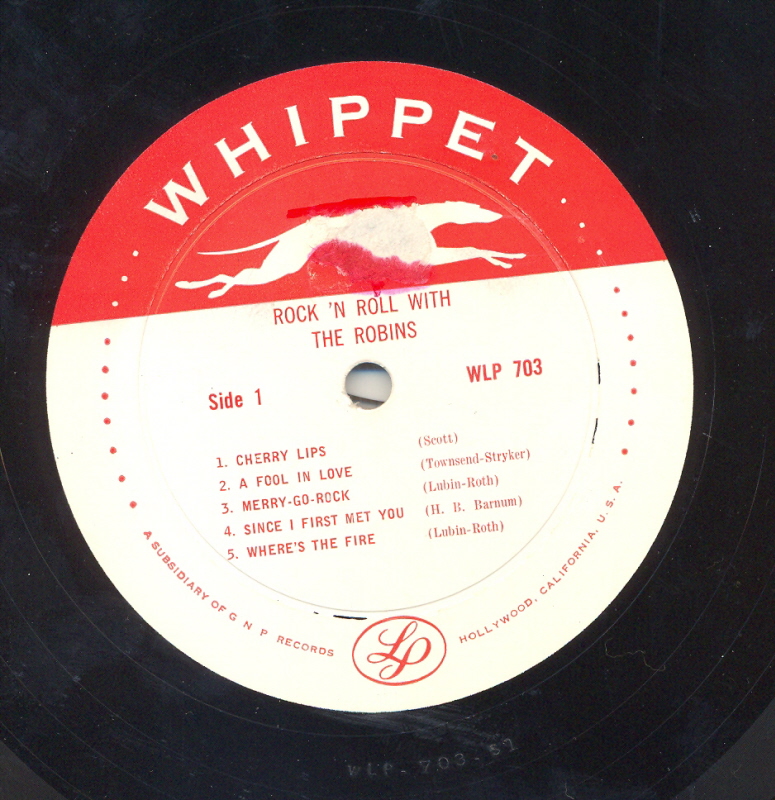 WHIPPET
ROCK 'N ROLL WITH
THE ROBINS
Side 1
WLP 703
1. CHERRY LIPS (Scott)
2. A FOOL IN LOVE (Townsend-Stryker)
3. MERRY-GO-ROCK (Lubin-Roth)
4. SINCE I FIRST MET YOU (H. B. Barnum)
5. WHERE'S THE FIRE (Lubin-Roth)
A SUBSIDIARY OF G N P RECORDS
LP
HOLLYWOOD, CALIFORNIA, U. S. A.
WLP-703-S1